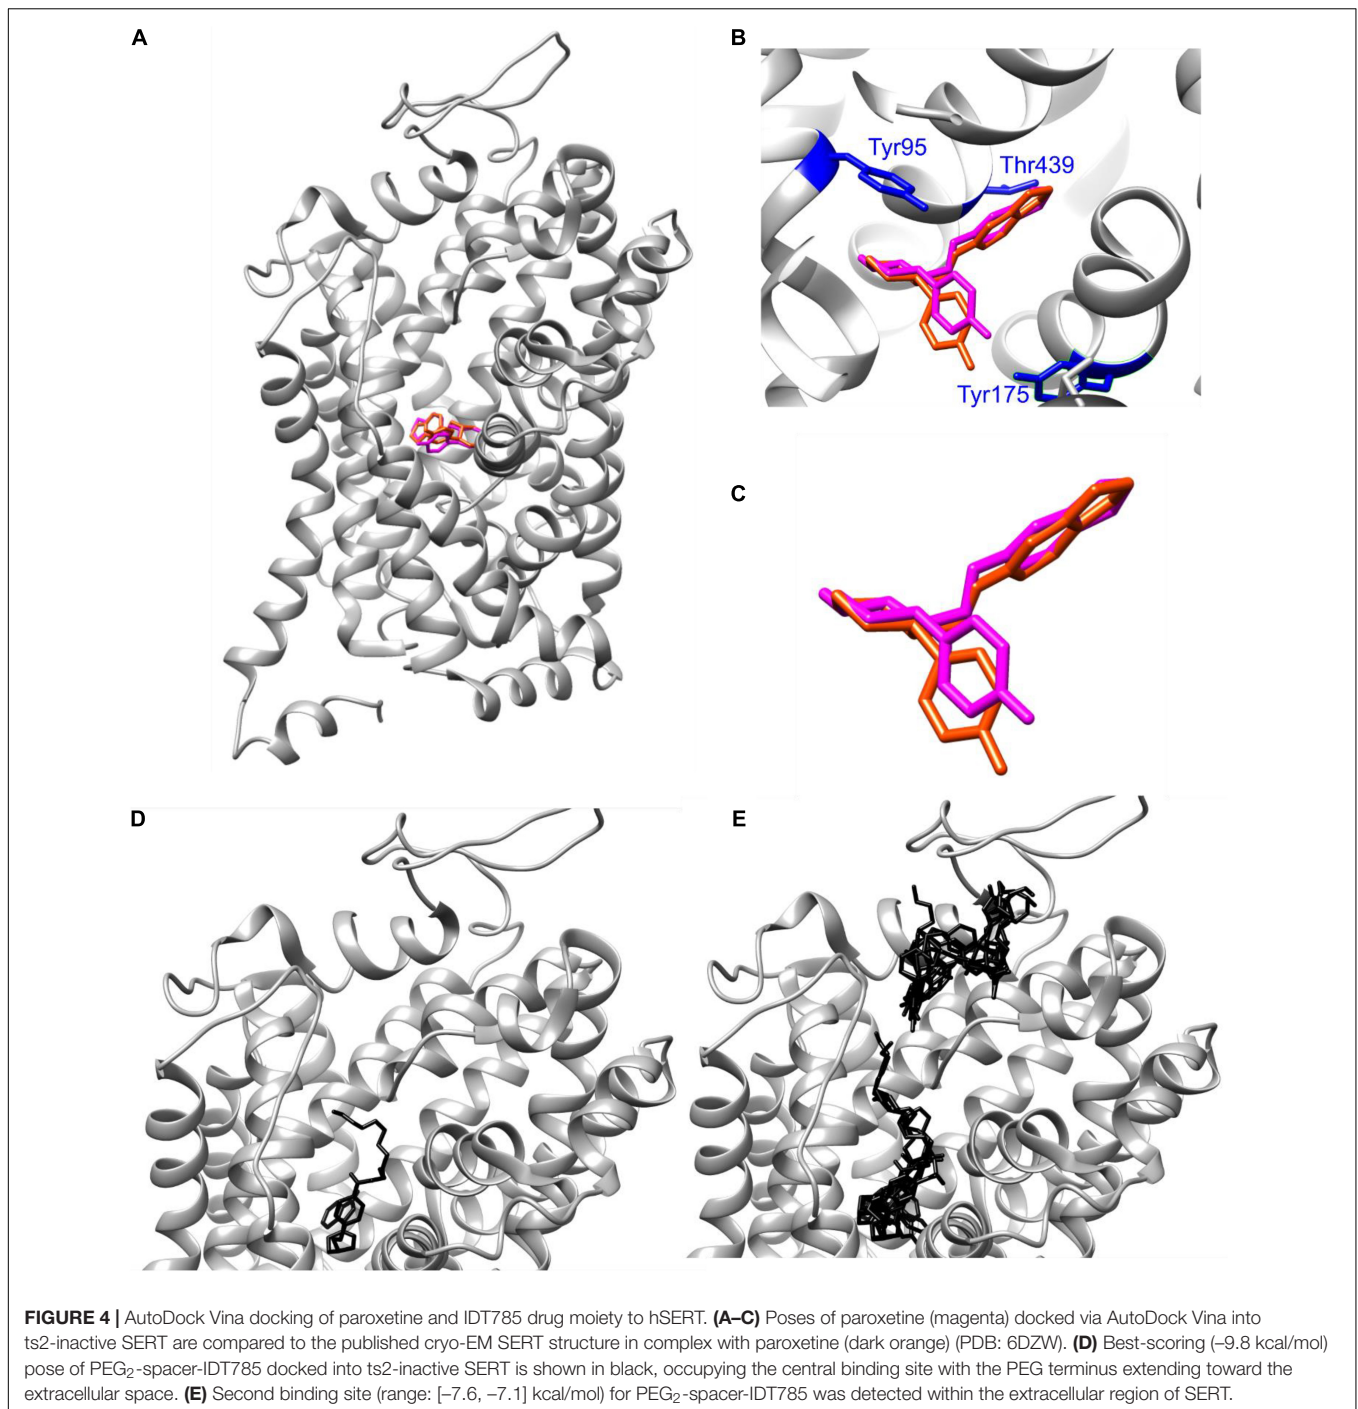 A
B
Tyr95
Thr439
Tyr175
C
D
E
FIGURE 4 | AutoDock Vina docking of paroxetine and IDT785 drug moiety to hSERT. (A–C) Poses of paroxetine (magenta) docked via AutoDock Vina into
ts2-inactive SERT are compared to the published cryo-EM SERT structure in complex with paroxetine (dark orange) (PDB: 6DZW). (D) Best-scoring (–9.8 kcal/mol)
pose of PEG2-spacer-IDT785 docked into ts2-inactive SERT is shown in black, occupying the central binding site with the PEG terminus extending toward the
extracellular space. (E) Second binding site (range: [–7.6, –7.1] kcal/mol) for PEG2-spacer-IDT785 was detected within the extracellular region of SERT.